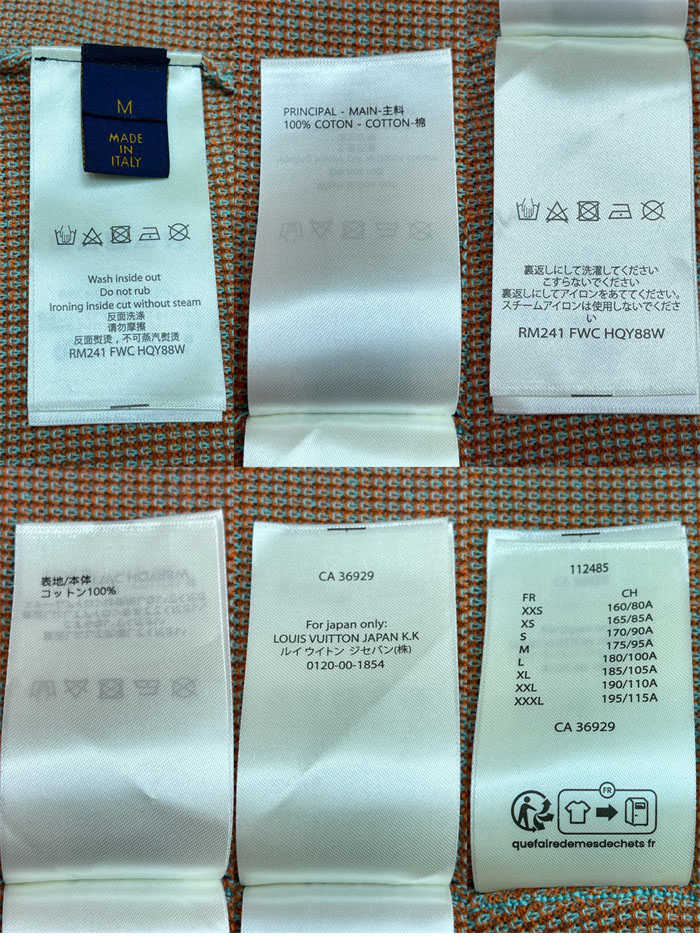 M
MADE
IN
ITALY
Wash inside out
Do not rub
Ironing inside cut without steam
反面洗涤
请勿摩擦
反面熨烫，不可蒸汽熨烫
RM241 FWC HQY88W
PRINCIPAL - MAIN-主料
100% COTON - COTTON-棉
裏返しにして洗濯してください
こすらないでください
裏返しにしてアイロンをあててください。
スチームアイロンは使用しないでくださ
い
RM241 FWC HQY88W
表地/本体
コットン100%
CA 36929
For japan only:
LOUIS VUITTON JAPAN K.K
ルイ ウイトン ジセパン(株)
0120-00-1854
112485
FR CH
XXS 160/80A
XS 165/85A
S 170/90A
M 175/95A
L 180/100A
XL 185/105A
XXL 190/110A
XXXL 195/115A
CA 36929
FR
quefairedemesdechets fr